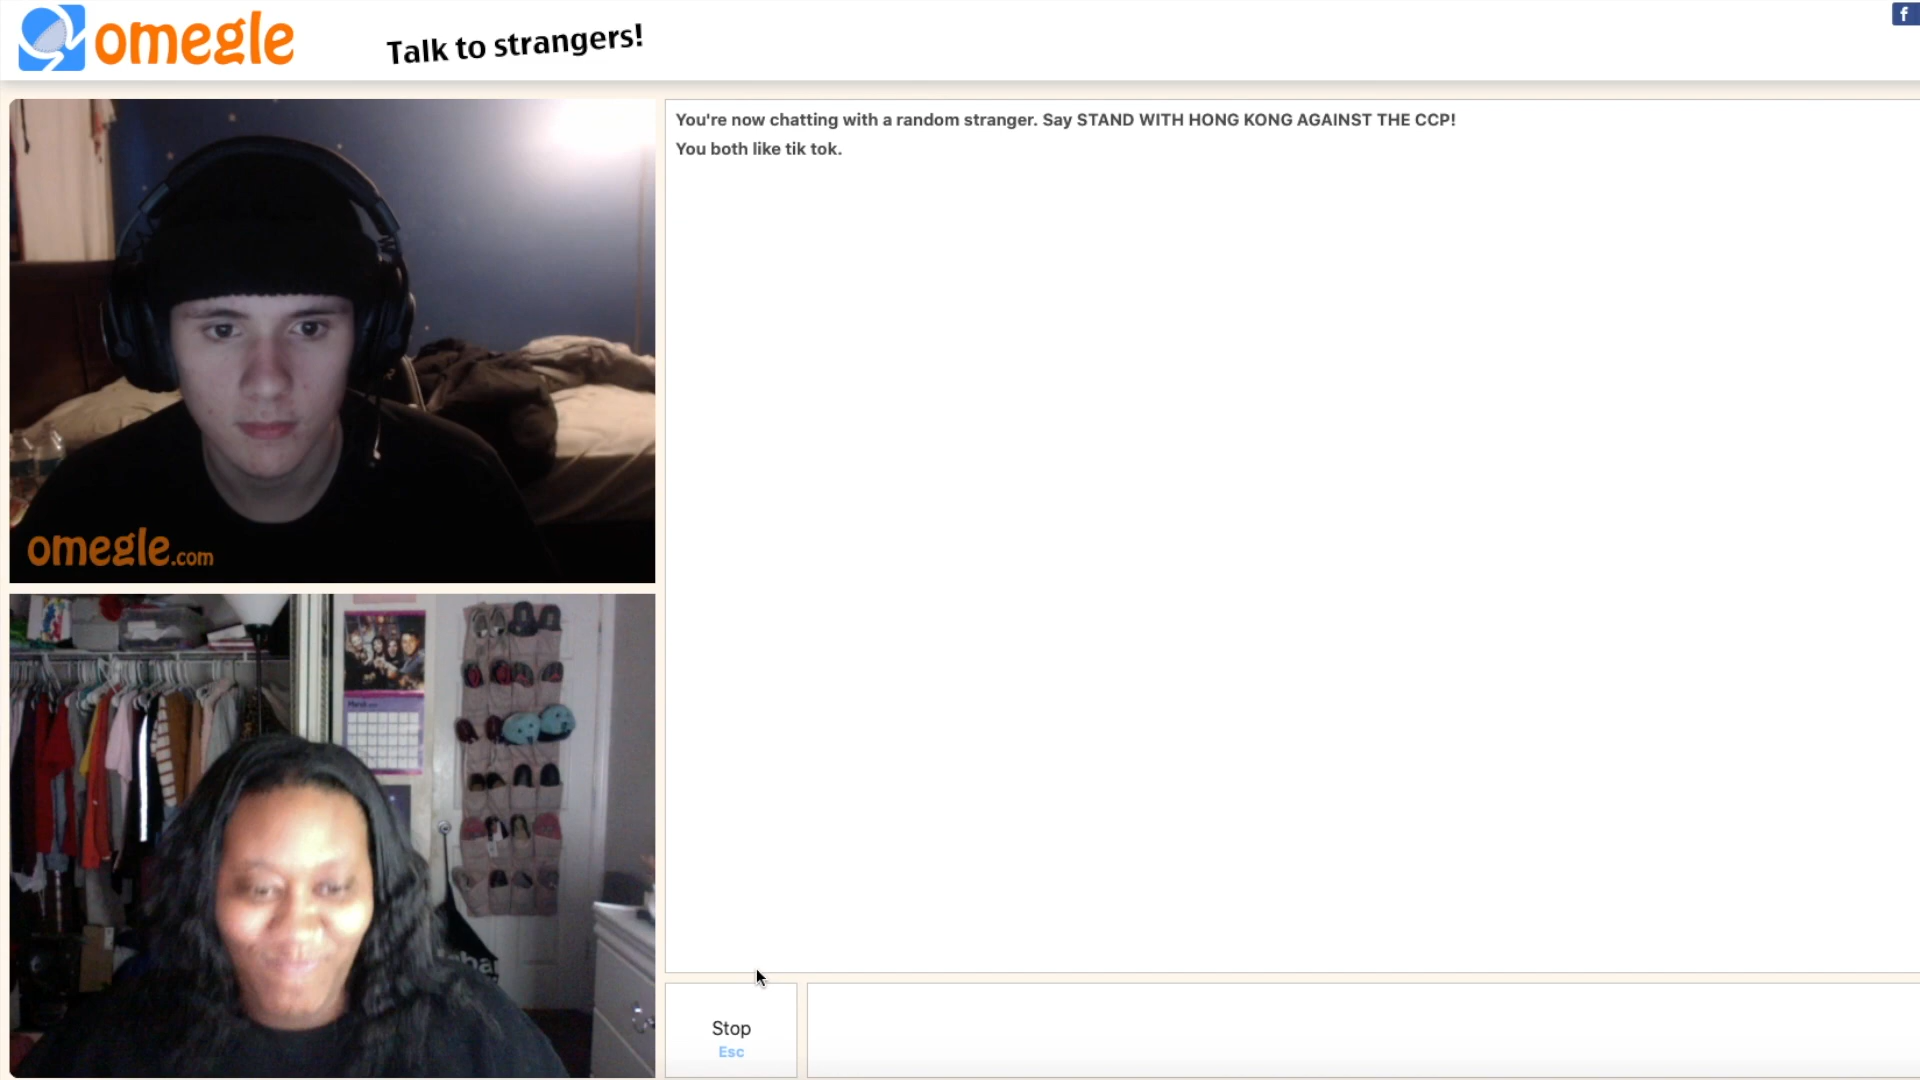 omegle
Talk to strangers!
f
You're now chatting with a random stranger. Say STAND WITH HONG KONG AGAINST THE CCP!
You both like tik tok.
omegle.com
March
Stop
Esc